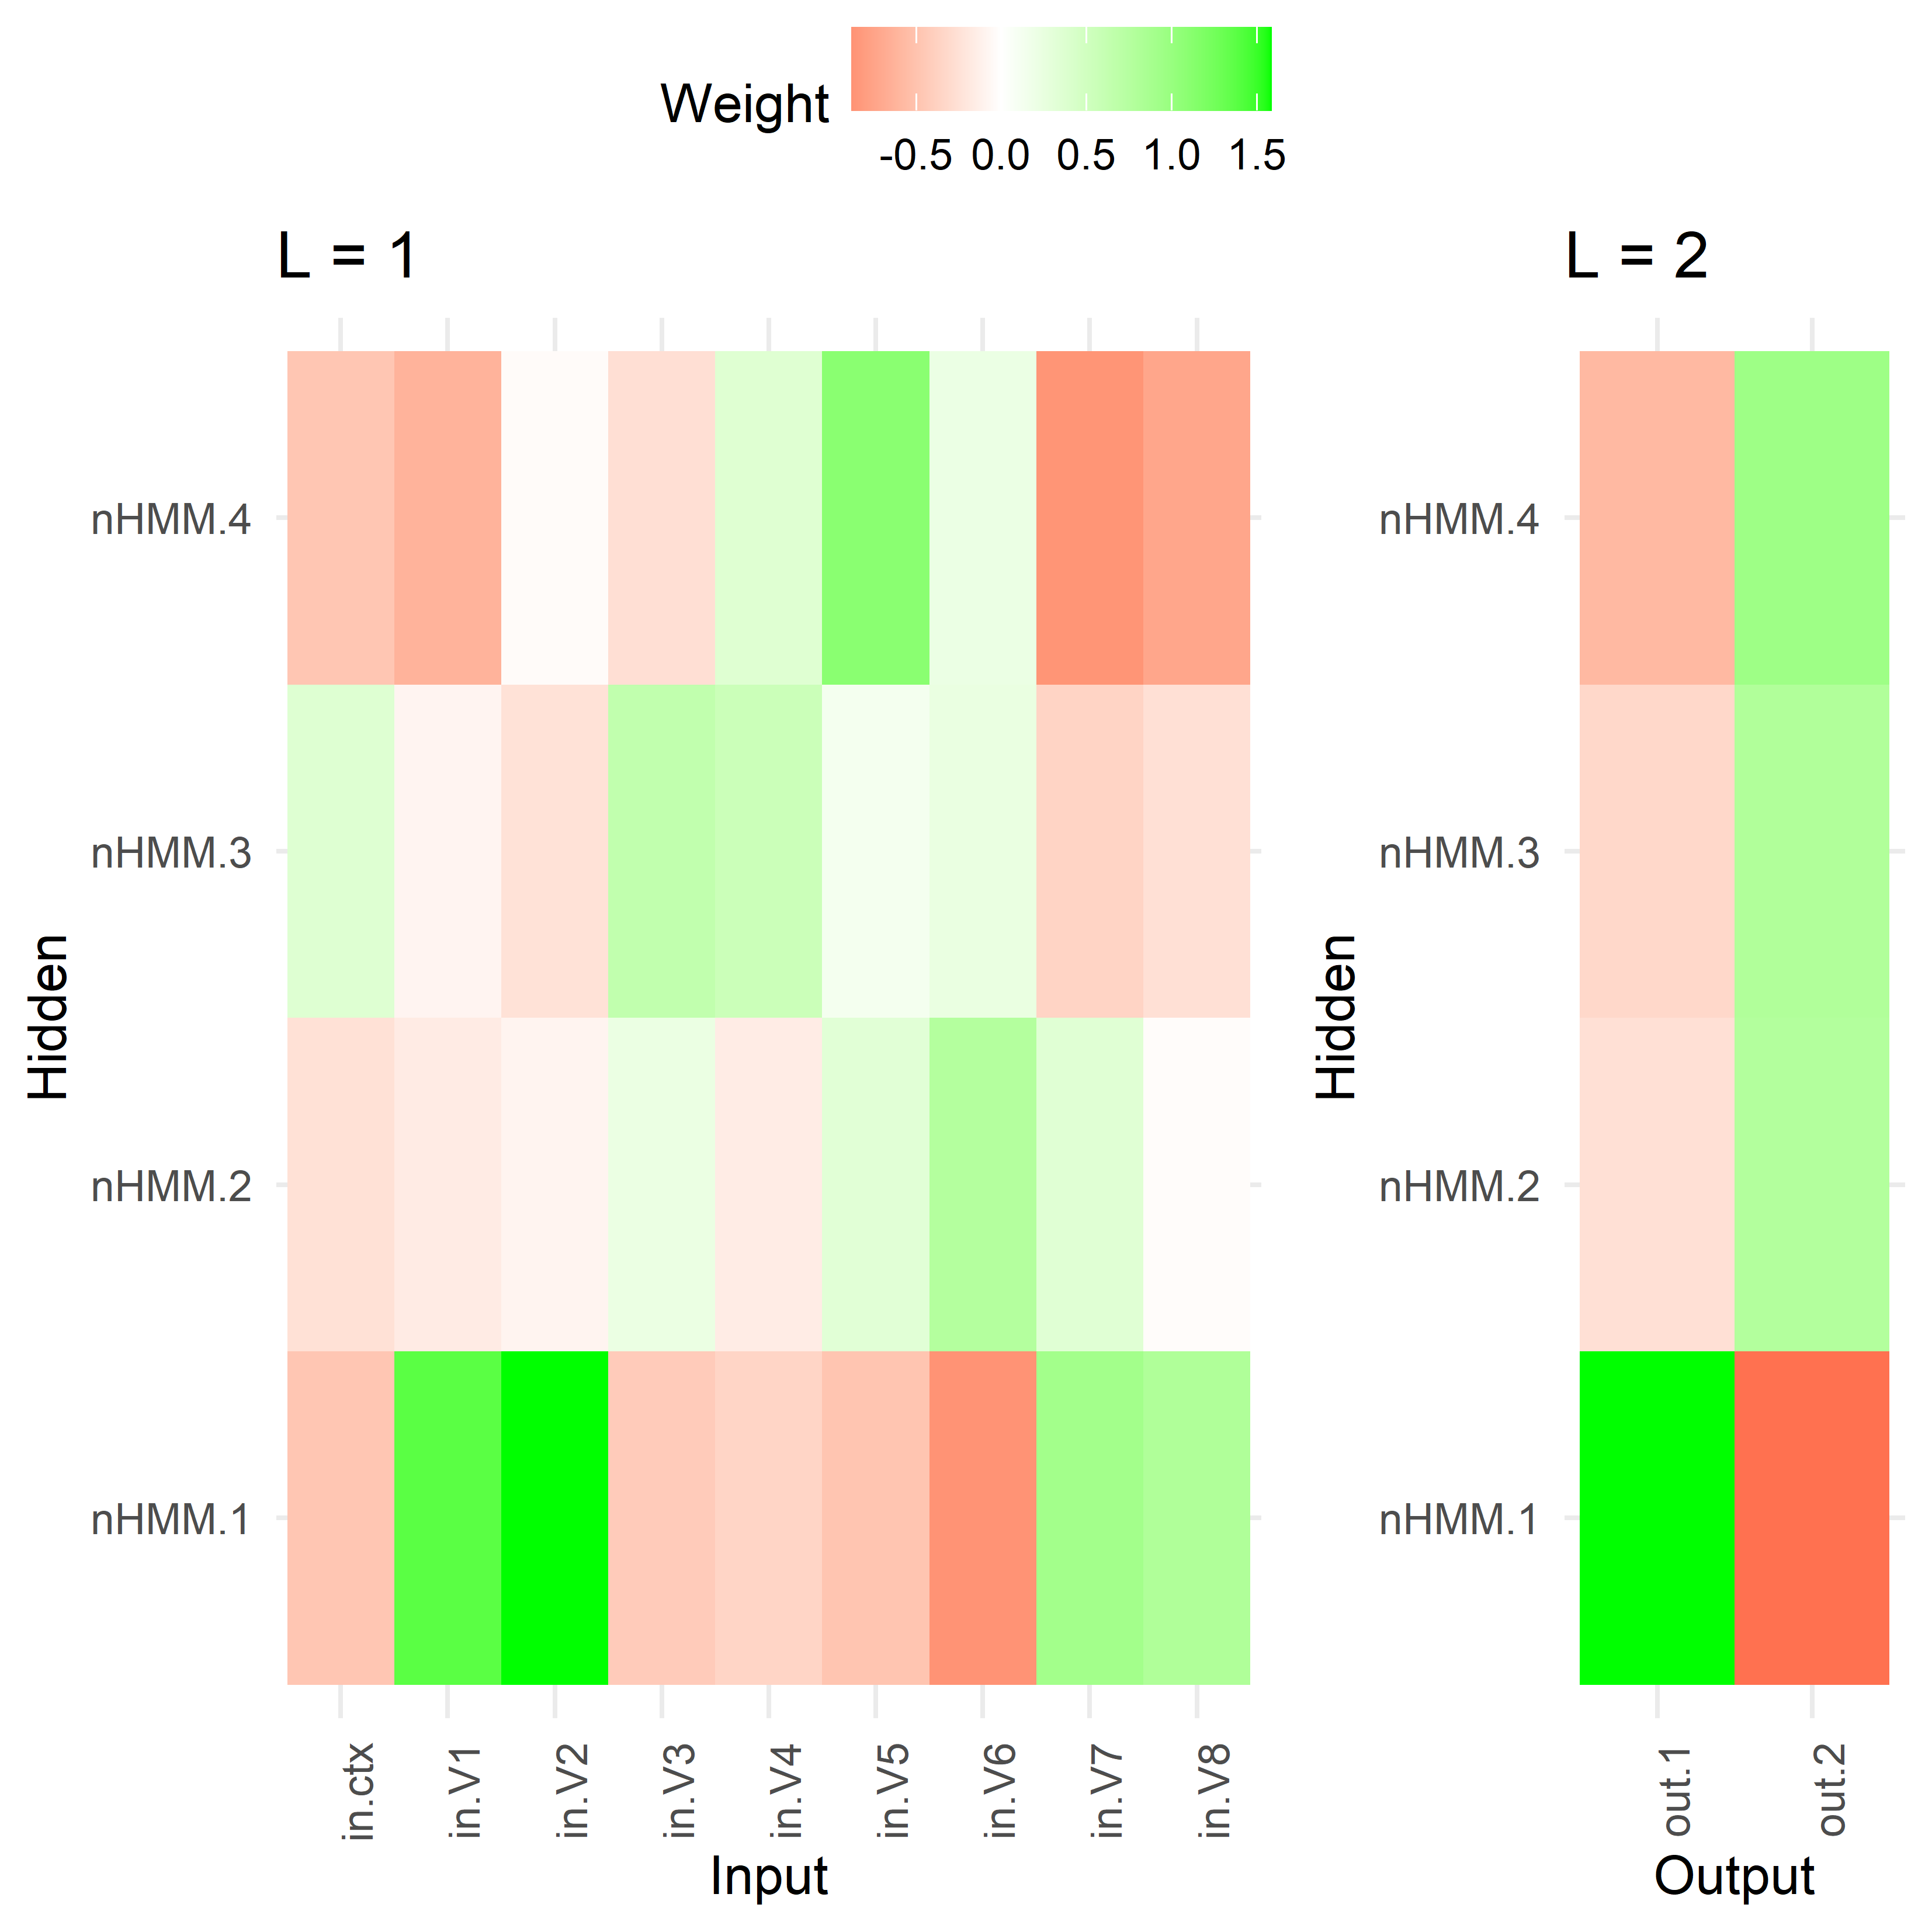 Weight
-0.5 0.0 0.5 1.0 1.5
L = 1
L = 2
Hidden
nHMM.4
nHMM.3
nHMM.2
nHMM.1
in.ctx
in.V1
in.V2
in.V3
in.V4
in.V5
in.V6
in.V7
in.V8
Input
Hidden
nHMM.4
nHMM.3
nHMM.2
nHMM.1
out.1
out.2
Output